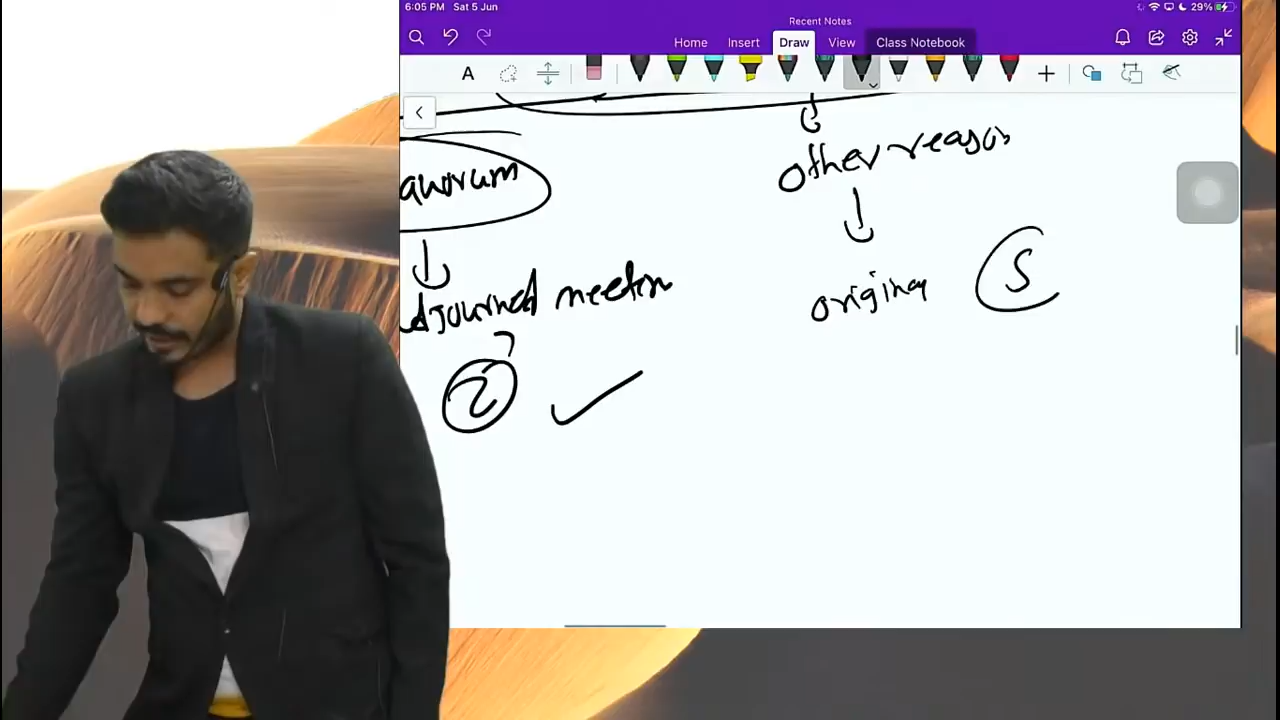 6:05 PM Sat 5 Jun 29%
Recent Notes
Home Insert Draw View Class Notebook
A
other reason
quorum
original S
adjourned meeting
2